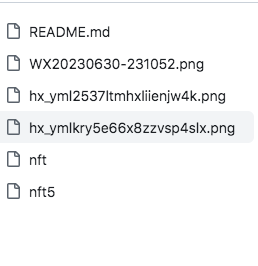 README.md
WX20230630-231052.png
hx_yml2537ltmhxliienjw4k.png
hx_ymlkry5e66x8zzvsp4slx.png
nft
nft5